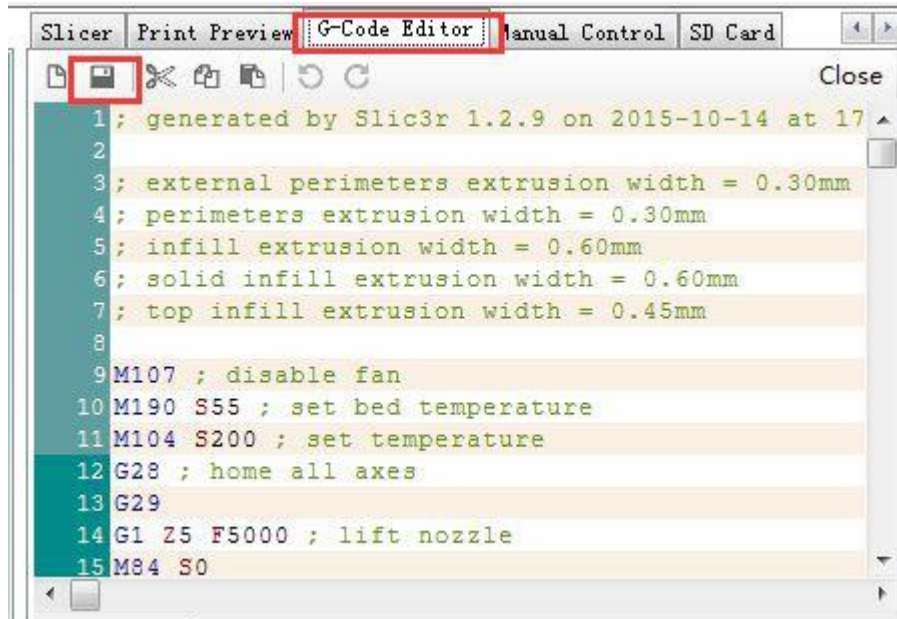 Slicer Print Preview G-Code Editor Manual Control SD Card
Close
1 ; generated by Slic3r 1.2.9 on 2015-10-14 at 17
2
3 ; external perimeters extrusion width = 0.30mm
4 ; perimeters extrusion width = 0.30mm
5 ; infill extrusion width = 0.60mm
6 ; solid infill extrusion width = 0.60mm
7 ; top infill extrusion width = 0.45mm
8
9 M107 ; disable fan
10 M190 S55 ; set bed temperature
11 M104 S200 ; set temperature
12 G28 ; home all axes
13 G29
14 G1 Z5 F5000 ; lift nozzle
15 M84 S0